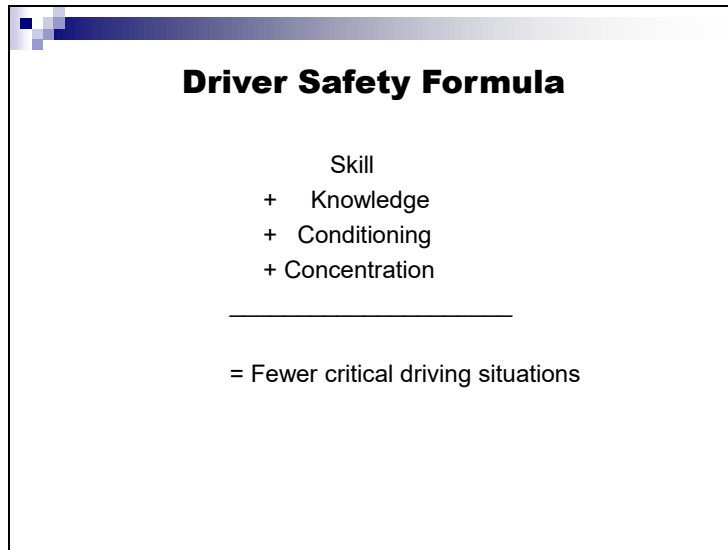 Driver Safety Formula
Skill
+ Knowledge
+ Conditioning
+ Concentration
= Fewer critical driving situations